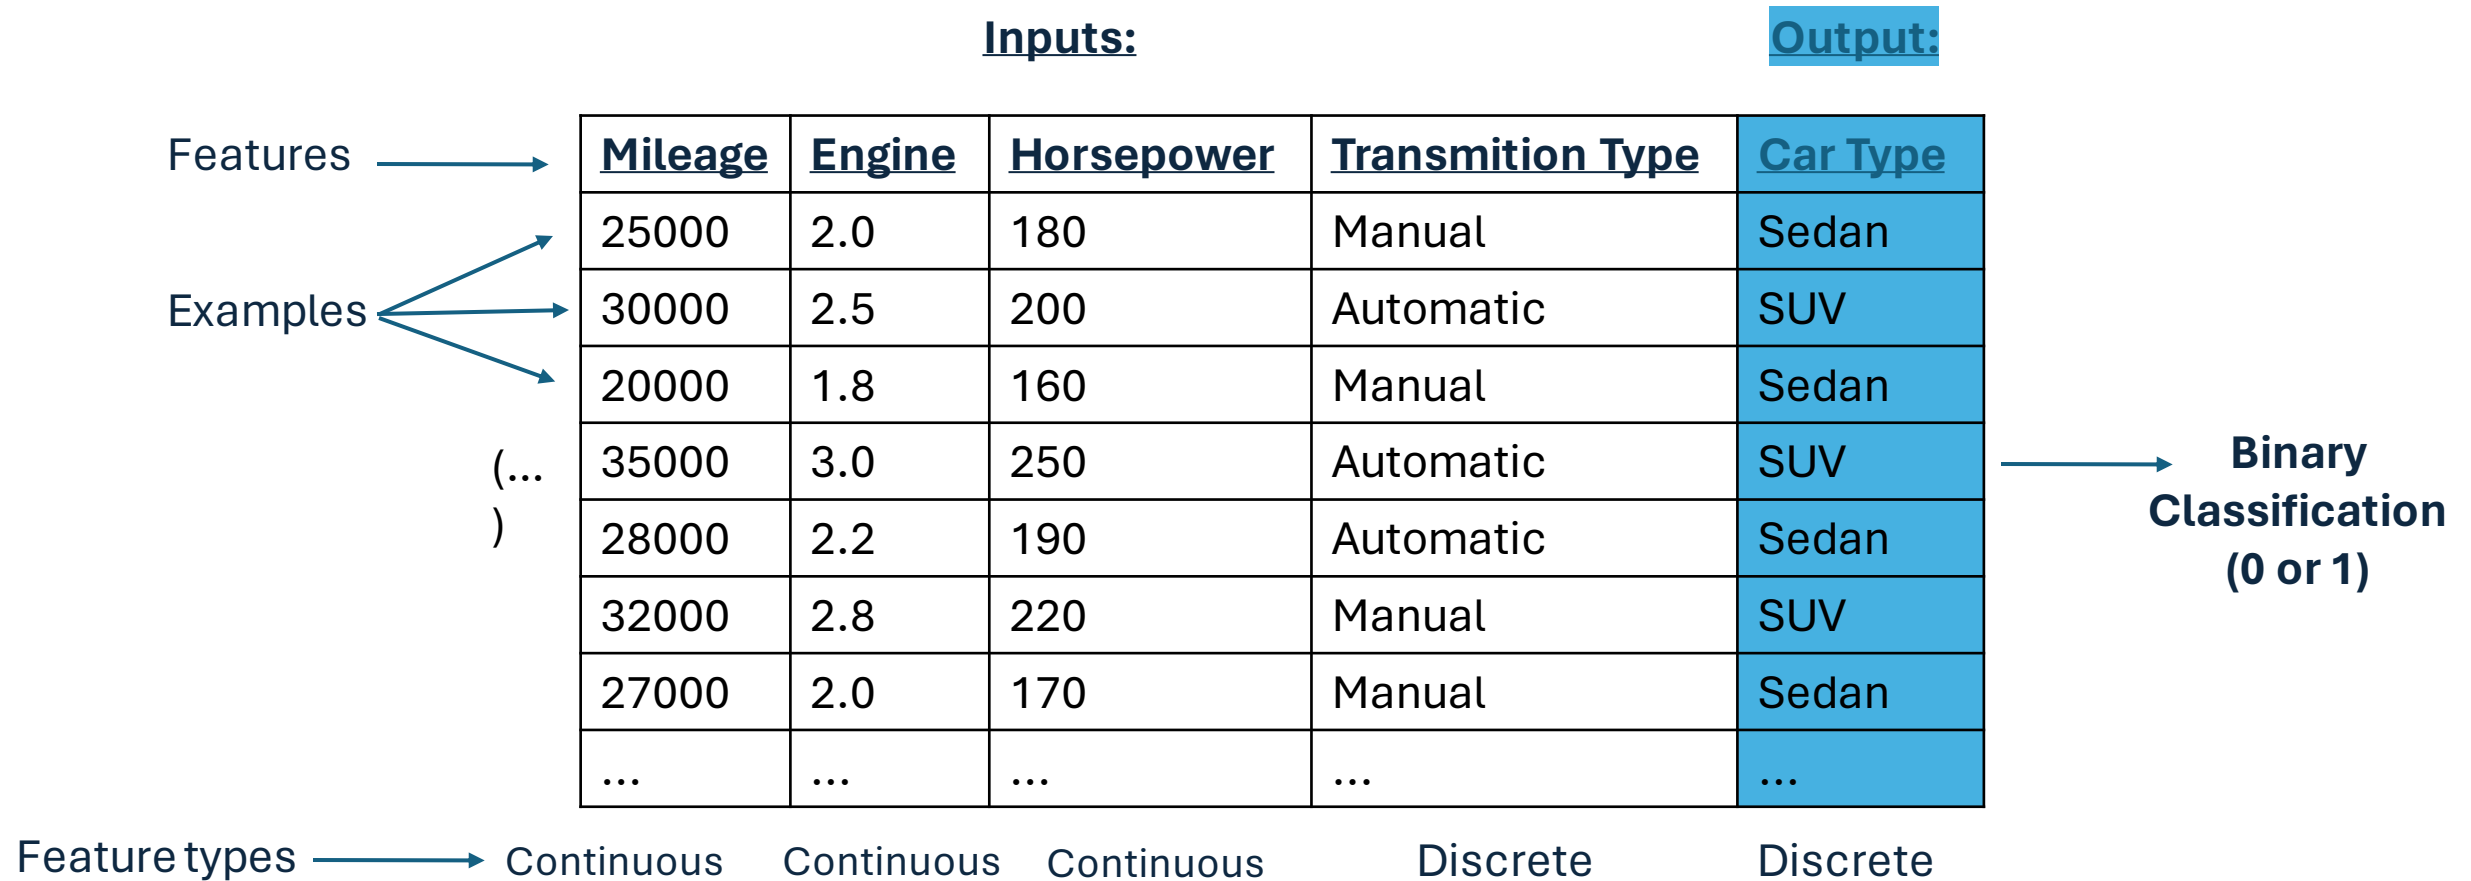 Inputs: Output:
Features Mileage Engine Horsepower Transmition Type Car Type
25000 2.0 180 Manual Sedan
Examples 30000 2.5 200 Automatic SUV
20000 1.8 160 Manual Sedan
(... 35000 3.0 250 Automatic SUV
) 28000 2.2 190 Automatic Sedan
32000 2.8 220 Manual SUV
27000 2.0 170 Manual Sedan
... ... ... ... ...
Binary
Classification
(0 or 1)
Feature types Continuous Continuous Continuous Discrete Discrete